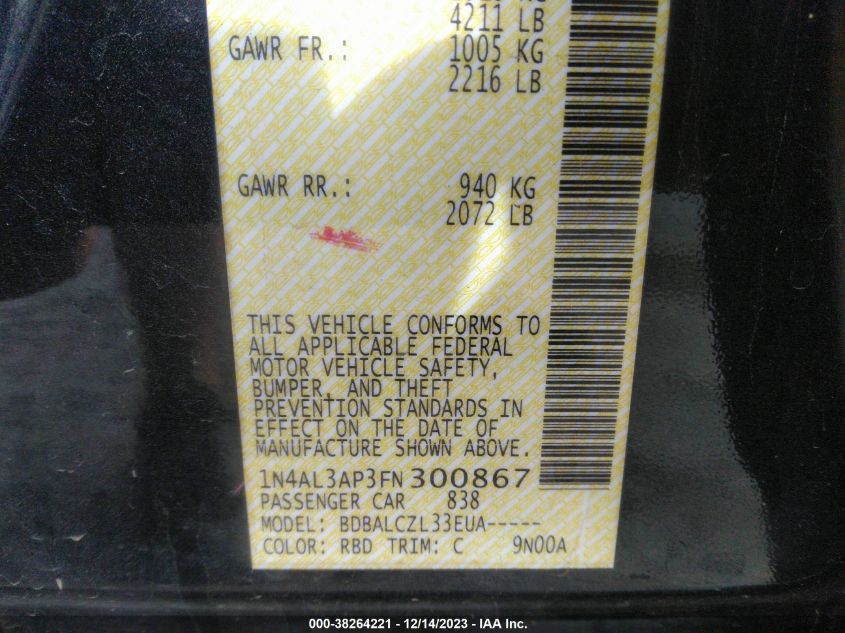 4211 LB
GAWR FR.: 1005 KG
2216 LB
GAWR RR.: 940 KG
2072 LB
THIS VEHICLE CONFORMS TO
ALL APPLICABLE FEDERAL
MOTOR VEHICLE SAFETY,
BUMPER, AND THEFT
PREVENTION STANDARDS IN
EFFECT ON THE DATE OF
MANUFACTURE SHOWN ABOVE.
1N4AL3AP3FN300867
PASSENGER CAR 838
MODEL: BDBALCZL33EUA-----
COLOR: RBD TRIM: C 9N00A
000-38264221 - 12/14/2023 - IAA Inc.